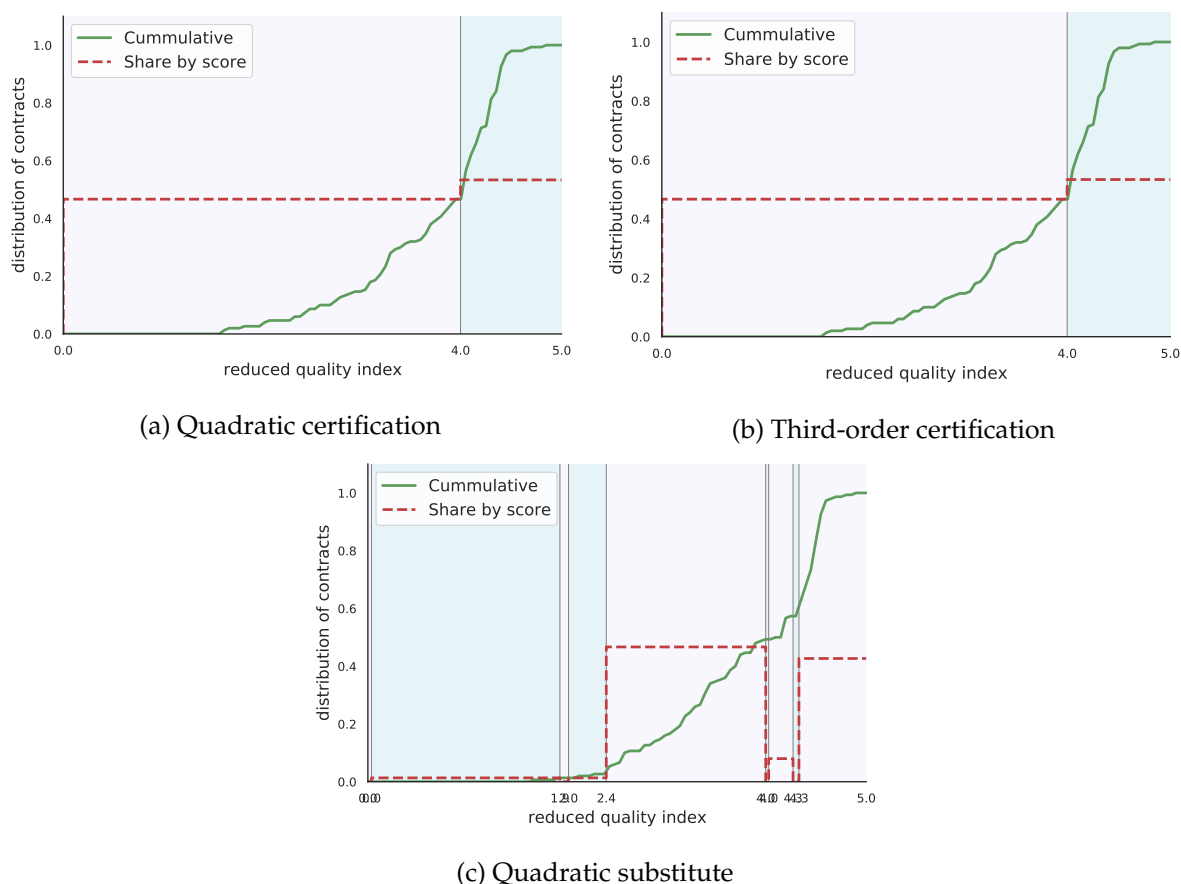 Cummulative
Share by score
distribution of contracts
1.0
0.8
0.6
0.4
0.2
0.0
0.0 4.0 5.0
reduced quality index
(a) Quadratic certification
Cummulative
Share by score
distribution of contracts
1.0
0.8
0.6
0.4
0.2
0.0
0.0 4.0 5.0
reduced quality index
(b) Third-order certification
Cummulative
Share by score
distribution of contracts
1.0
0.8
0.6
0.4
0.2
0.0
2.4 5.0
reduced quality index
(c) Quadratic substitute